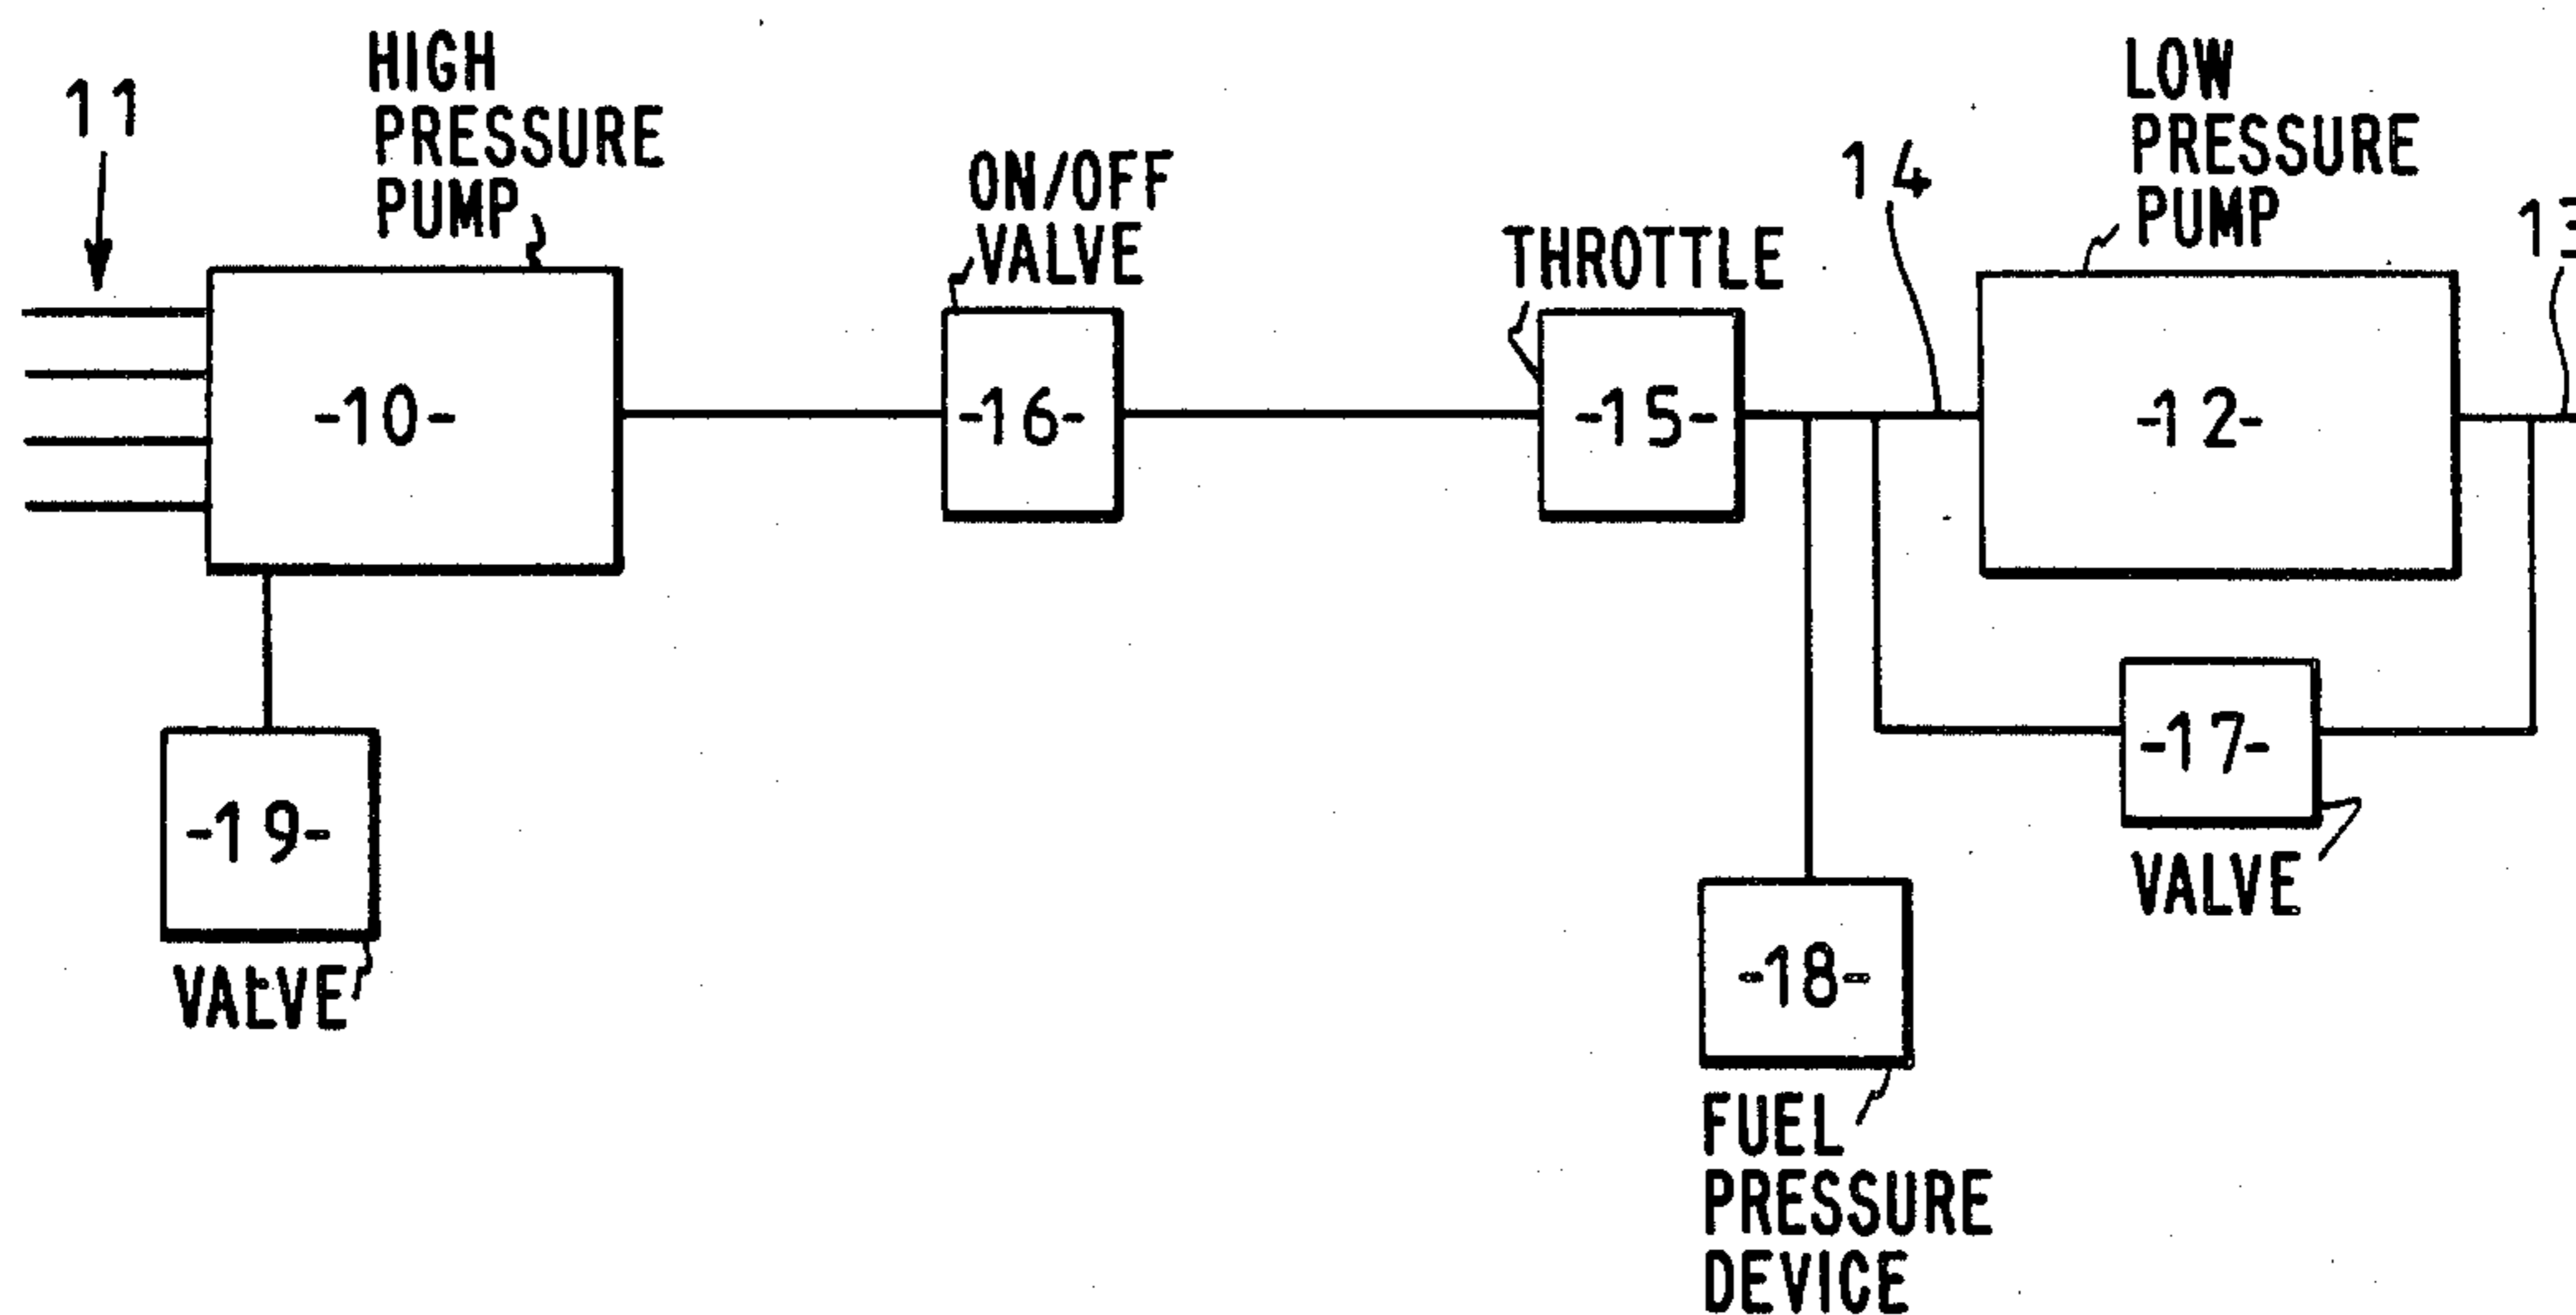 11
HIGH
PRESSURE
PUMP
-10-
ON/OFF
VALVE
-16-
THROTTLE
-15-
14
LOW
PRESSURE
PUMP
-12-
13
-17-
VALVE
-19-
VALVE
-18-
FUEL
PRESSURE
DEVICE